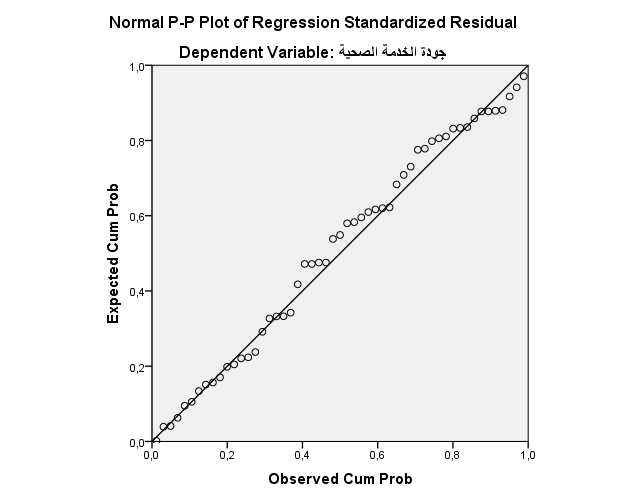 Normal P-P Plot of Regression Standardized Residual
Dependent Variable: جودة الخدمة الصحية
1,0
0,8
0,6
0,4
0,2
0,0
Expected Cum Prob
0,0 0,2 0,4 0,6 0,8 1,0
Observed Cum Prob